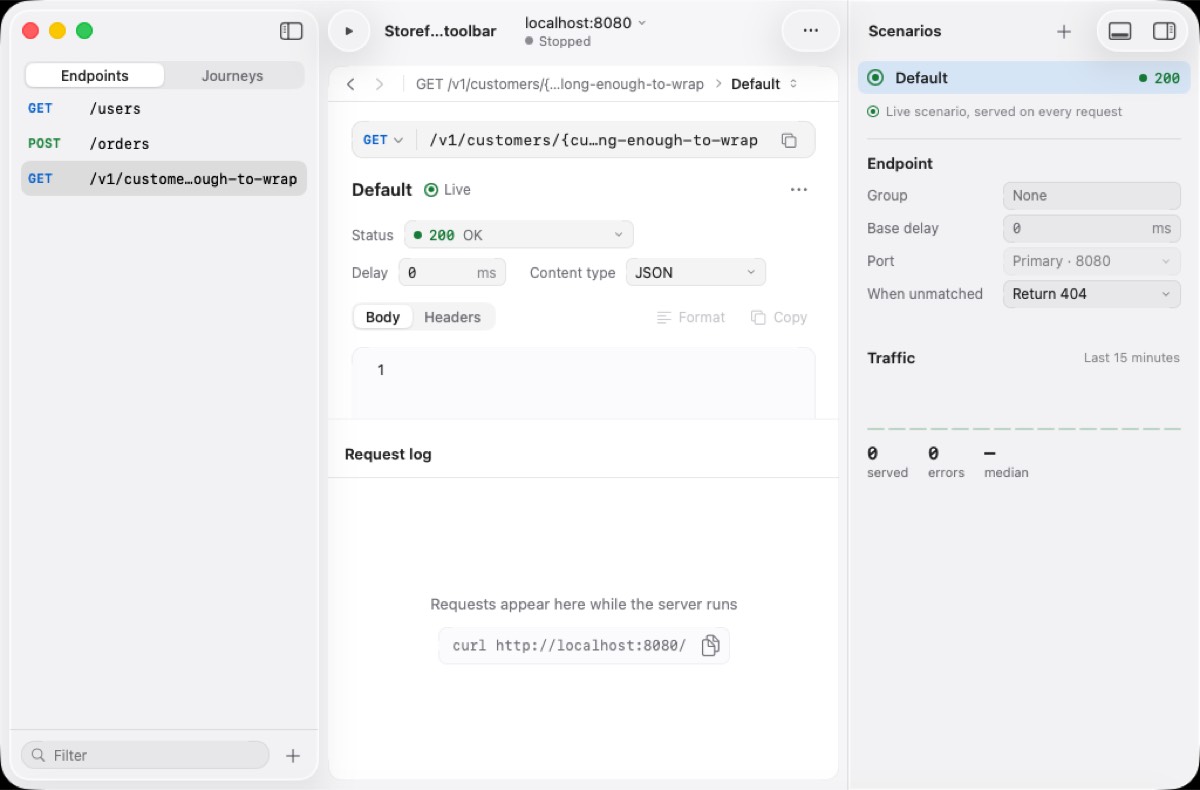 Endpoints
Journeys
GET /users
POST /orders
GET /v1/custome…ough-to-wrap
Filter
Storef…toolbar
localhost:8080
Stopped
GET /v1/customers/{…long-enough-to-wrap
Default
GET
/v1/customers/{cu…ng-enough-to-wrap
Default
Live
Status
200 OK
Delay
0 ms
Content type
JSON
Body
Headers
Format
Copy
1
Request log
Requests appear here while the server runs
curl http://localhost:8080/
Scenarios
Default
200
Live scenario, served on every request
Endpoint
Group
None
Base delay
0 ms
Port
Primary · 8080
When unmatched
Return 404
Traffic
Last 15 minutes
0 served
0 errors
– median